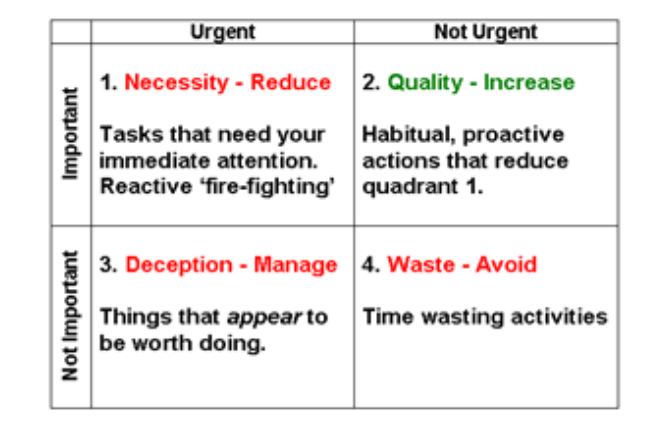 Urgent
Not Urgent
Important
1. Necessity - Reduce
Tasks that need your
immediate attention.
Reactive ‘fire-fighting’
2. Quality - Increase
Habitual, proactive
actions that reduce
quadrant 1.
Not Important
3. Deception - Manage
Things that appear to
be worth doing.
4. Waste - Avoid
Time wasting activities